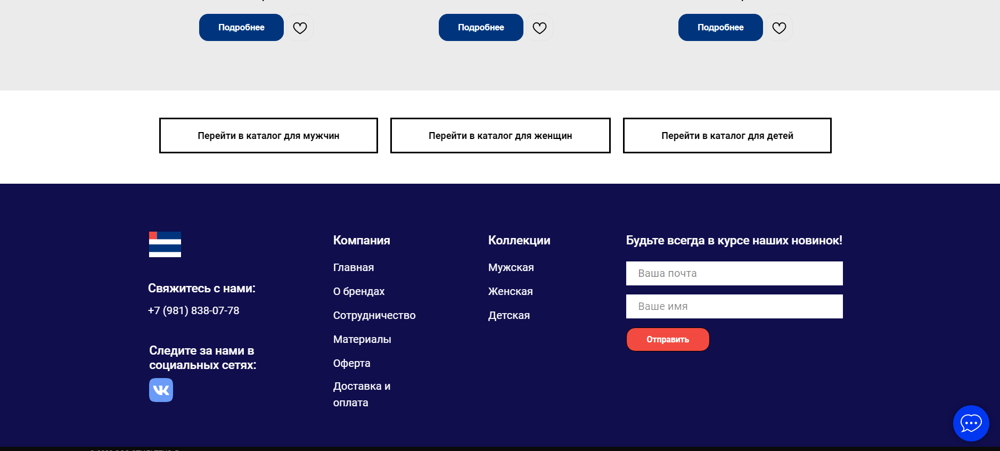 Подробнее
Подробнее
Подробнее
Перейти в каталог для мужчин
Перейти в каталог для женщин
Перейти в каталог для детей
Свяжитесь с нами:
+7 (981) 838-07-78
Следите за нами в
социальных сетях:
Компания
Главная
О брендах
Сотрудничество
Материалы
Оферта
Доставка и
оплата
Коллекции
Мужская
Женская
Детская
Будьте всегда в курсе наших новинок!
Ваша почта
Ваше имя
Отправить